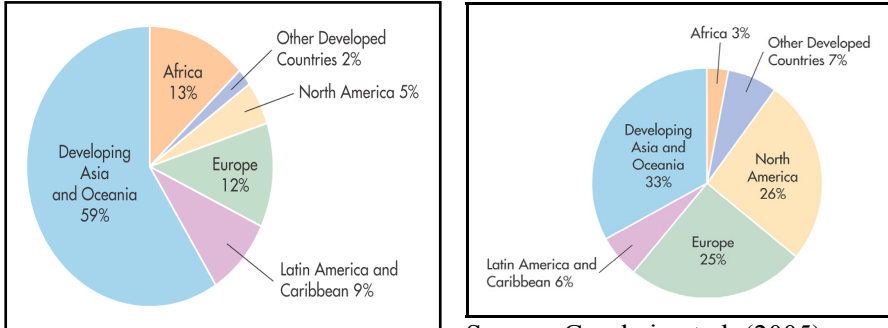 Other Developed
Countries 2%
Africa
13%
North America 5%
Developing
Asia
and Oceania
59%
Europe
12%
Latin America and
Caribbean 9%
Africa 3%
Other Developed
Countries 7%
Developing
Asia and
Oceania
33%
North
America
26%
Latin America and
Caribbean 6%
Europe
25%
(2005)